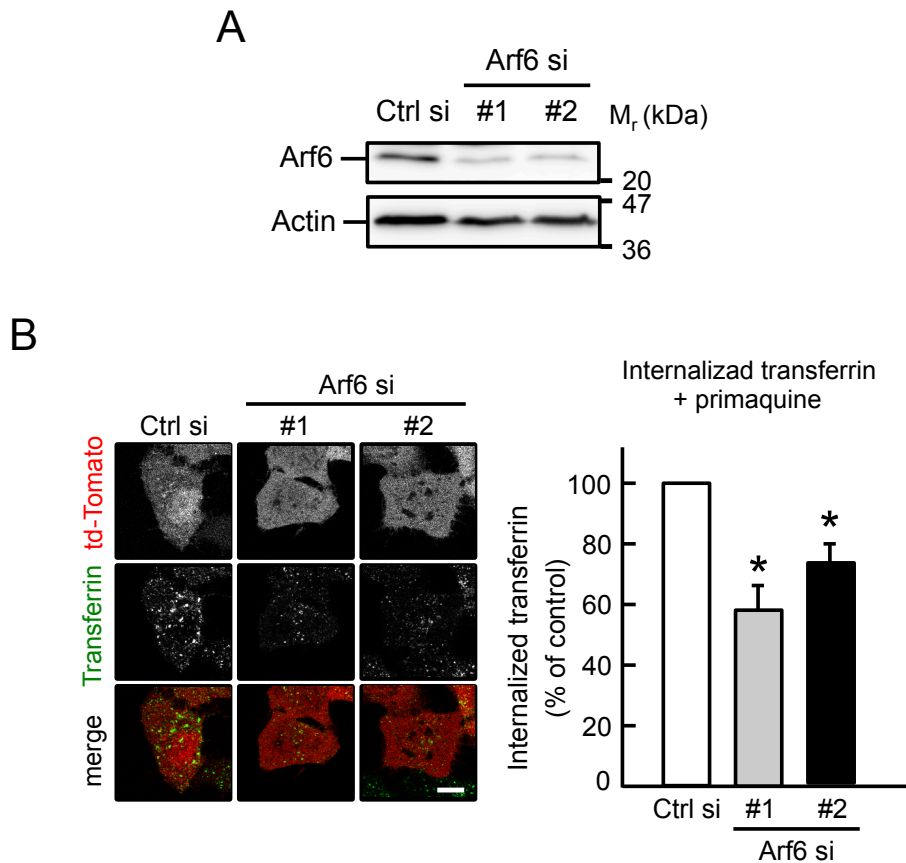 A
Arf6 si
Ctrl si #1 #2 Mr (kDa)
Arf6
20
47
Actin
36
B
Arf6 si
Ctrl si #1 #2
td-Tomato
Transferrin
merge
Internalizad transferrin
+ primaquine
Internalized transferrin
(% of control)
100
80
60
40
20
0
* *
Ctrl si #1 #2
Arf6 si